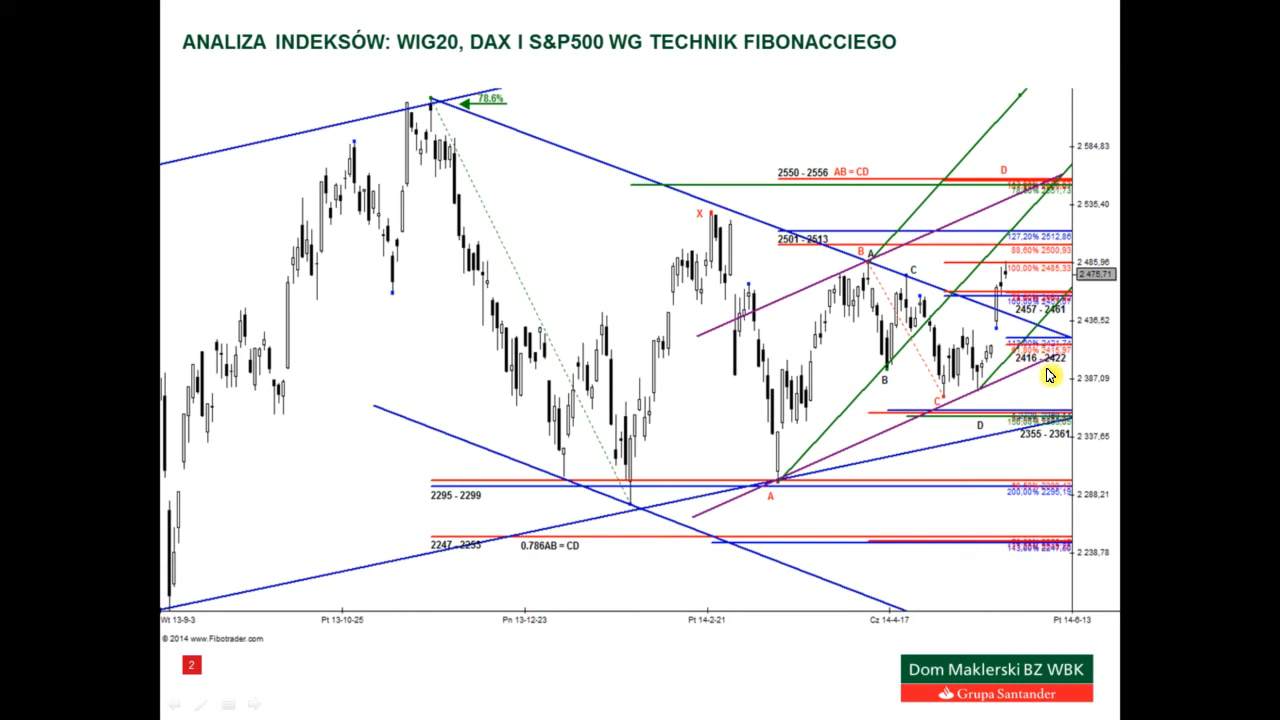 ANALIZA INDEKSÓW: WIG20, DAX I S&P500 WG TECHNIK FIBONACCIEGO
78.6%
2 584,83
2550 - 2556 AB = CD
D
2 535,40
X
127,20% 2512,86
2501 - 2513
88,60% 2500,93
B
A
C
2 485,96
100,00% 2485,33
2 475,71
2457 - 2461
2 436,52
2416 - 2422
B
2 387,09
C
D
2355 - 2361
2 337,65
A
2295 - 2299
200,00% 2295,19
2 288,21
2247 - 2253
0.786AB = CD
2 238,78
Wt 13-9-3
Pt 13-10-25
Pn 13-12-23
Pt 14-2-21
Cz 14-4-17
Pt 14-6-13
© 2014 www.Fibotrader.com
2
Dom Maklerski BZ WBK
Grupa Santander